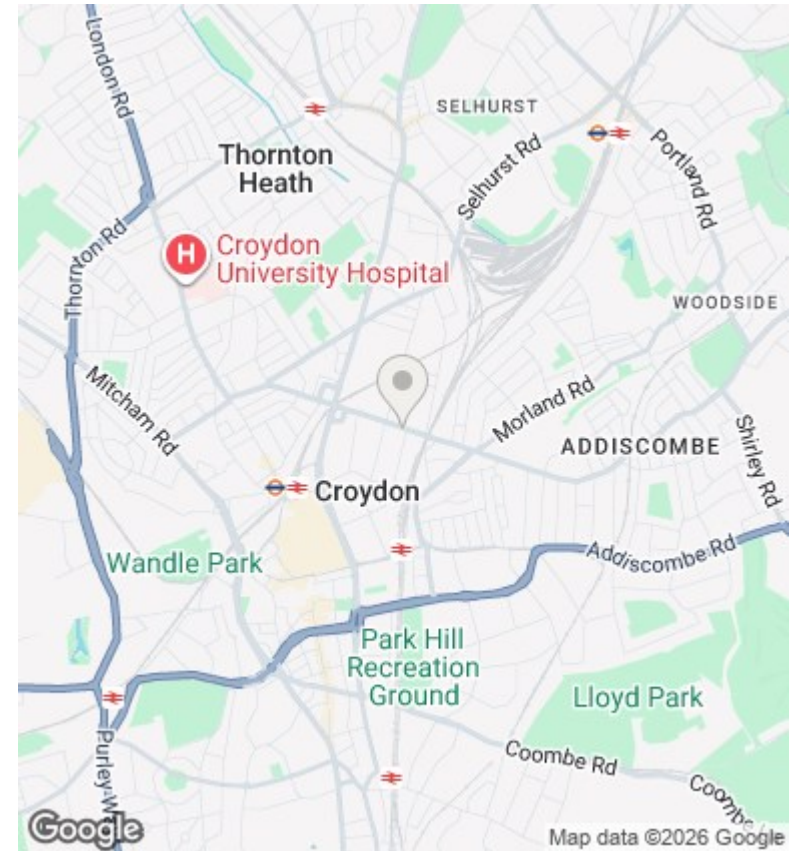 London Rd
SELHURST
Thornton
Heath
Selhurst Rd
Portland Rd
H
Croydon
University Hospital
Thornton Rd
WOODSIDE
Mitcham Rd
Morland Rd
ADDISCOMBE
Shirley Rd
Croydon
Wandle Park
Addiscombe Rd
Park Hill
Recreation
Ground
Lloyd Park
Purley W
Coombe Rd
Coombe
Google
Map data ©2026 Google